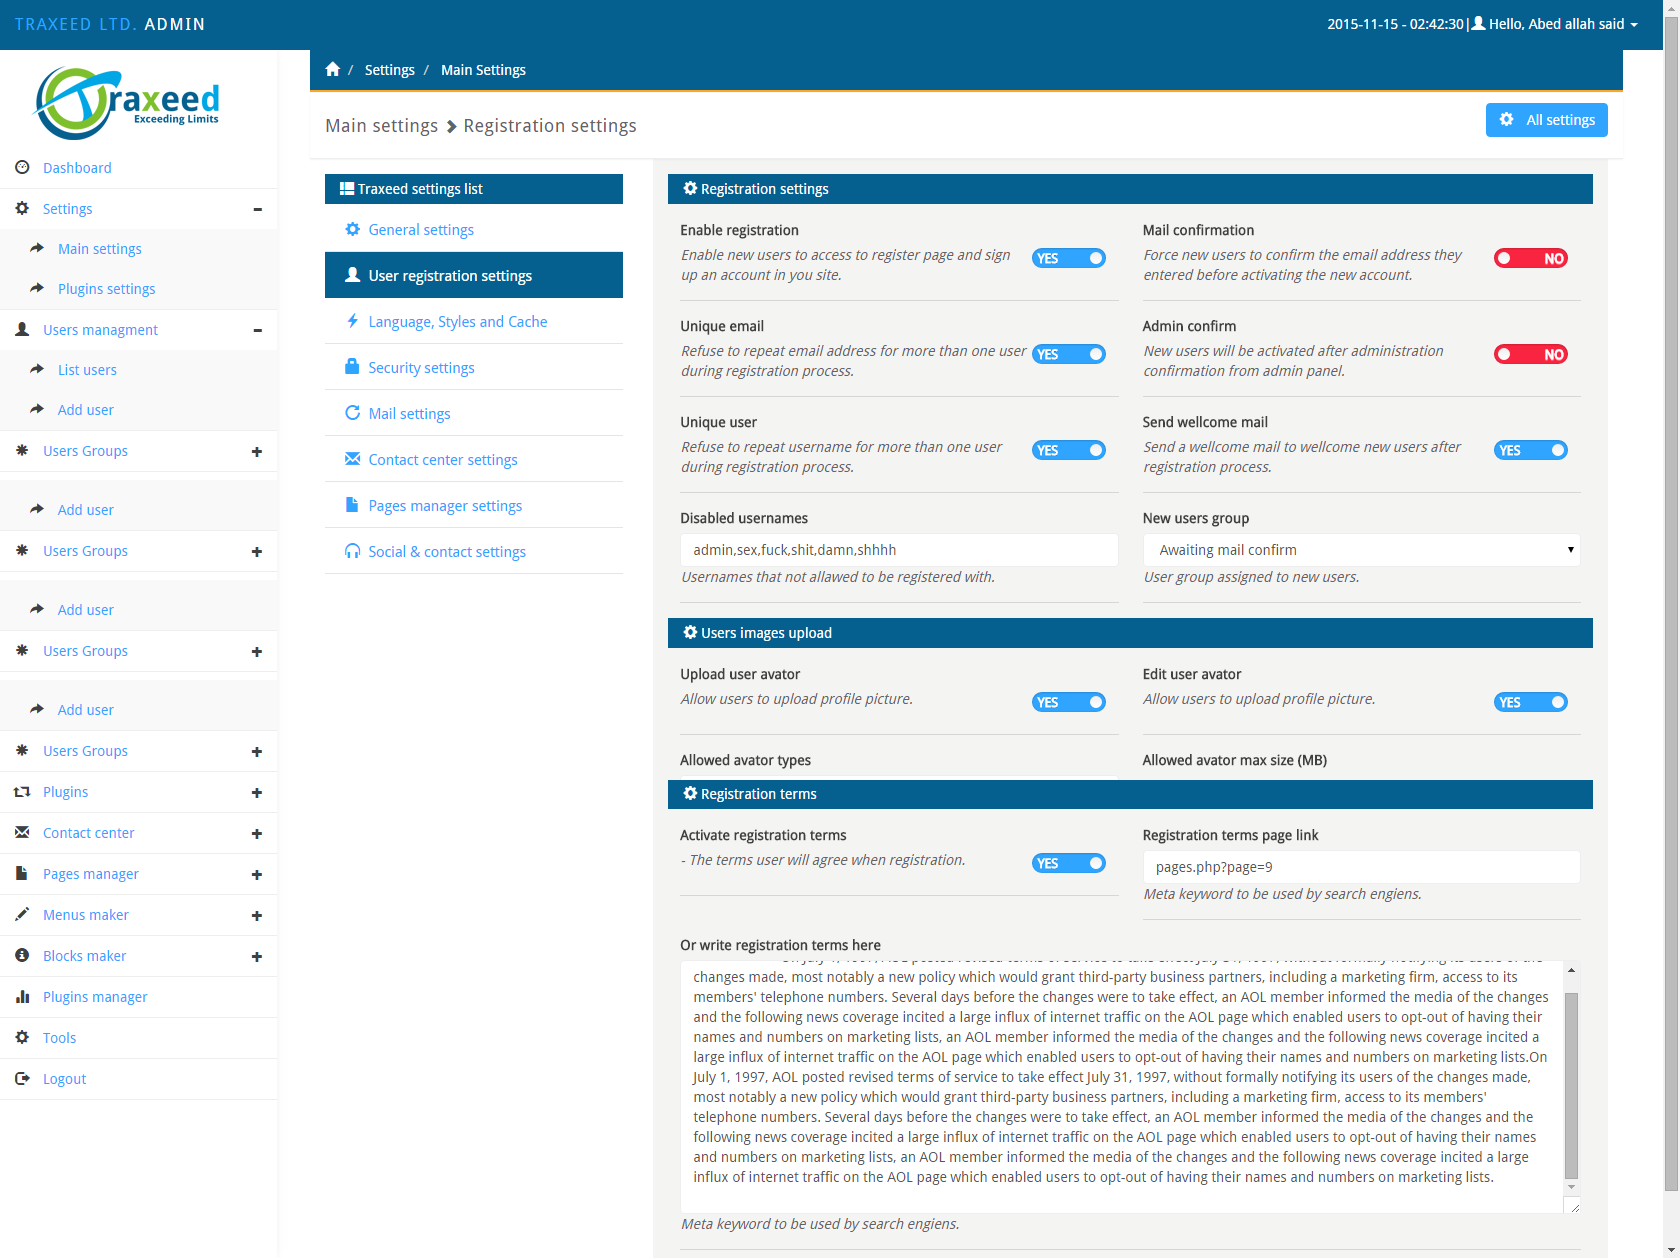 TRAXEED LTD. ADMIN
2015-11-15 - 02:42:30| Hello, Abed allah said
Traxeed
Exceeding Limits
Dashboard
Settings
Main settings
Plugins settings
Users managment
List users
Add user
Users Groups
Add user
Users Groups
Add user
Users Groups
Add user
Users Groups
Plugins
Contact center
Pages manager
Menus maker
Blocks maker
Plugins manager
Tools
Logout
/ Settings / Main Settings
Main settings > Registration settings
All settings
Traxeed settings list
General settings
User registration settings
Language, Styles and Cache
Security settings
Mail settings
Contact center settings
Pages manager settings
Social & contact settings
Registration settings
Enable registration
Enable new users to access to register page and sign
up an account in you site.
YES
Mail confirmation
Force new users to confirm the email address they
entered before activating the new account.
NO
Unique email
Refuse to repeat email address for more than one user
during registration process.
YES
Admin confirm
New users will be activated after administration
confirmation from admin panel.
NO
Unique user
Refuse to repeat username for more than one user
during registration process.
YES
Send wellcome mail
Send a wellcome mail to wellcome new users after
registration process.
YES
Disabled usernames
admin,sex,fuck,shit,damn,shhhh
Usernames that not allawed to be registered with.
New users group
Awaiting mail confirm
User group assigned to new users.
Users images upload
Upload user avator
Allow users to upload profile picture.
YES
Edit user avator
Allow users to upload profile picture.
YES
Allowed avator types
Allowed avator max size (MB)
Registration terms
Activate registration terms
- The terms user will agree when registration.
YES
Registration terms page link
pages.php?page=9
Meta keyword to be used by search engiens.
Or write registration terms here
On July 1, 1997, AOL posted revised terms of service to take effect July 31, 1997, without formally notifying its users of the
changes made, most notably a new policy which would grant third-party business partners, including a marketing firm, access to its
members' telephone numbers. Several days before the changes were to take effect, an AOL member informed the media of the changes
and the following news coverage incited a large influx of internet traffic on the AOL page which enabled users to opt-out of having their
names and numbers on marketing lists, an AOL member informed the media of the changes and the following news coverage incited a
large influx of internet traffic on the AOL page which enabled users to opt-out of having their names and numbers on marketing lists.On
July 1, 1997, AOL posted revised terms of service to take effect July 31, 1997, without formally notifying its users of the changes made,
most notably a new policy which would grant third-party business partners, including a marketing firm, access to its members'
telephone numbers. Several days before the changes were to take effect, an AOL member informed the media of the changes and the
following news coverage incited a large influx of internet traffic on the AOL page which enabled users to opt-out of having their names
and numbers on marketing lists, an AOL member informed the media of the changes and the following news coverage incited a large
influx of internet traffic on the AOL page which enabled users to opt-out of having their names and numbers on marketing lists.
Meta keyword to be used by search engiens.